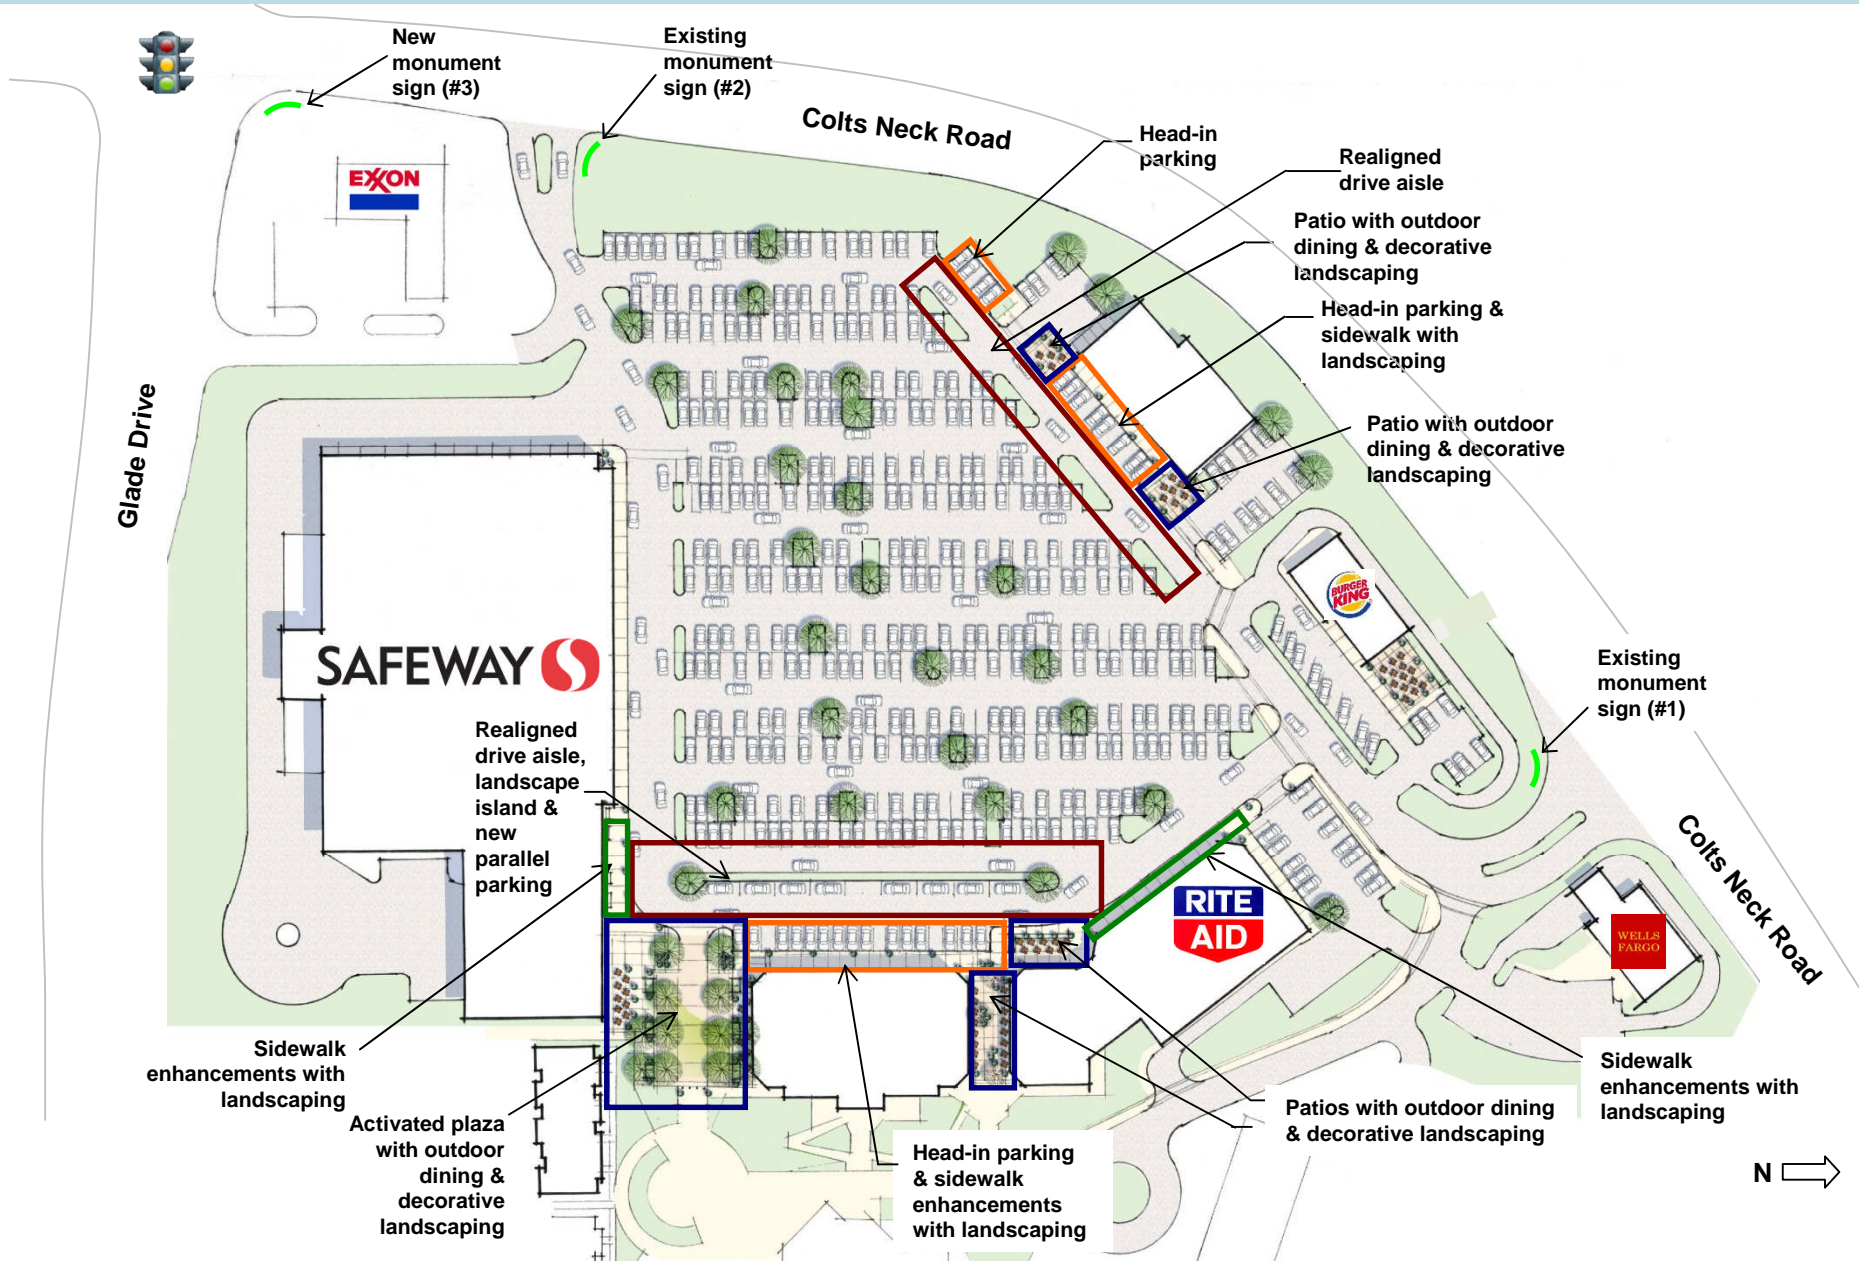 New
monument
sign (#3)
Existing
monument
sign (#2)
Colts Neck Road
Head-in
parking
Realigned
drive aisle
Patio with outdoor
dining & decorative
landscaping
Head-in parking &
sidewalk with
landscaping
Patio with outdoor
dining & decorative
landscaping
EXXON
Glade Drive
BURGER
KING
SAFEWAY
Existing
monument
sign (#1)
Realigned
drive aisle,
landscape
island &
new
parallel
parking
Colts Neck Road
RITE
AID
WELLS
FARGO
Sidewalk
enhancements with
landscaping
Activated plaza
with outdoor
dining &
decorative
landscaping
Head-in parking
& sidewalk
enhancements
with landscaping
Patios with outdoor dining
& decorative landscaping
Sidewalk
enhancements with
landscaping
N